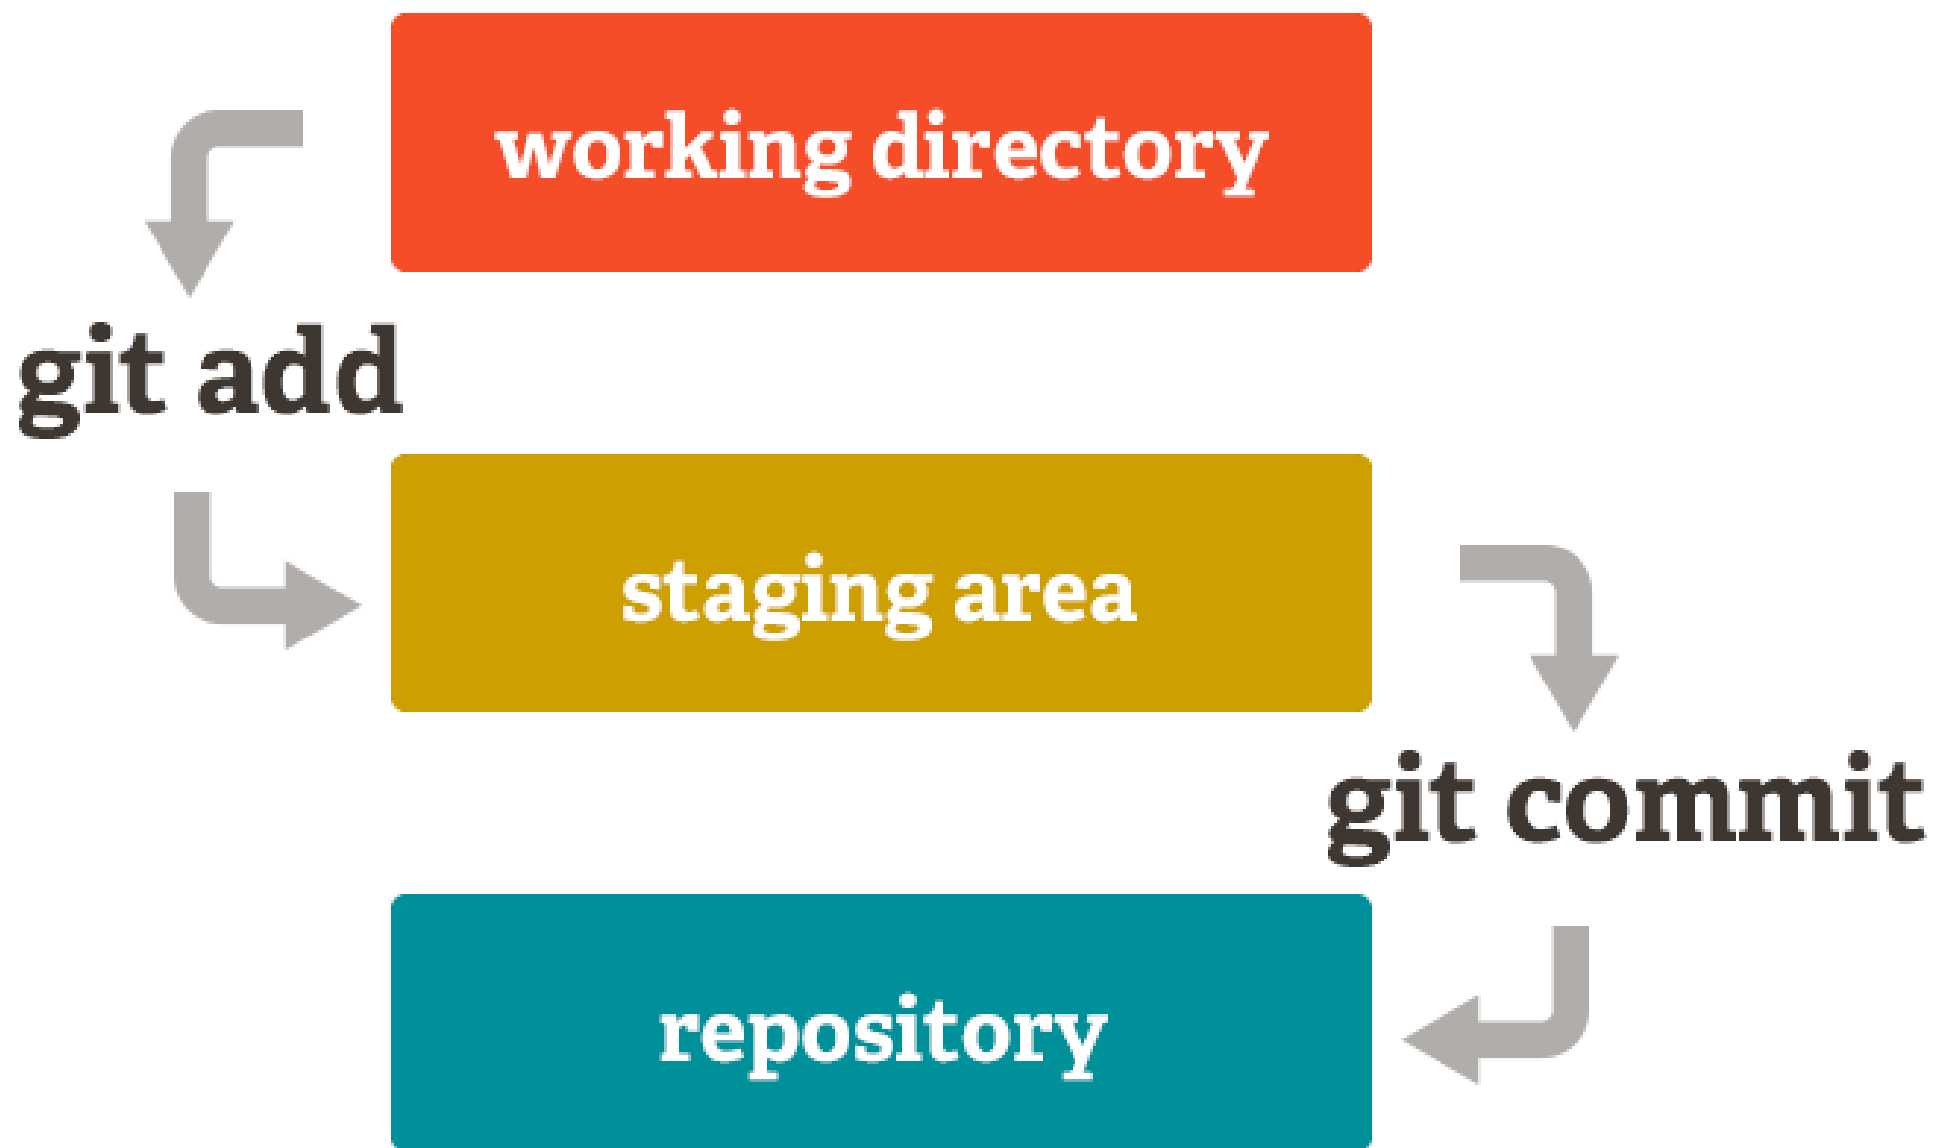 working directory
git add
staging area
git commit
repository